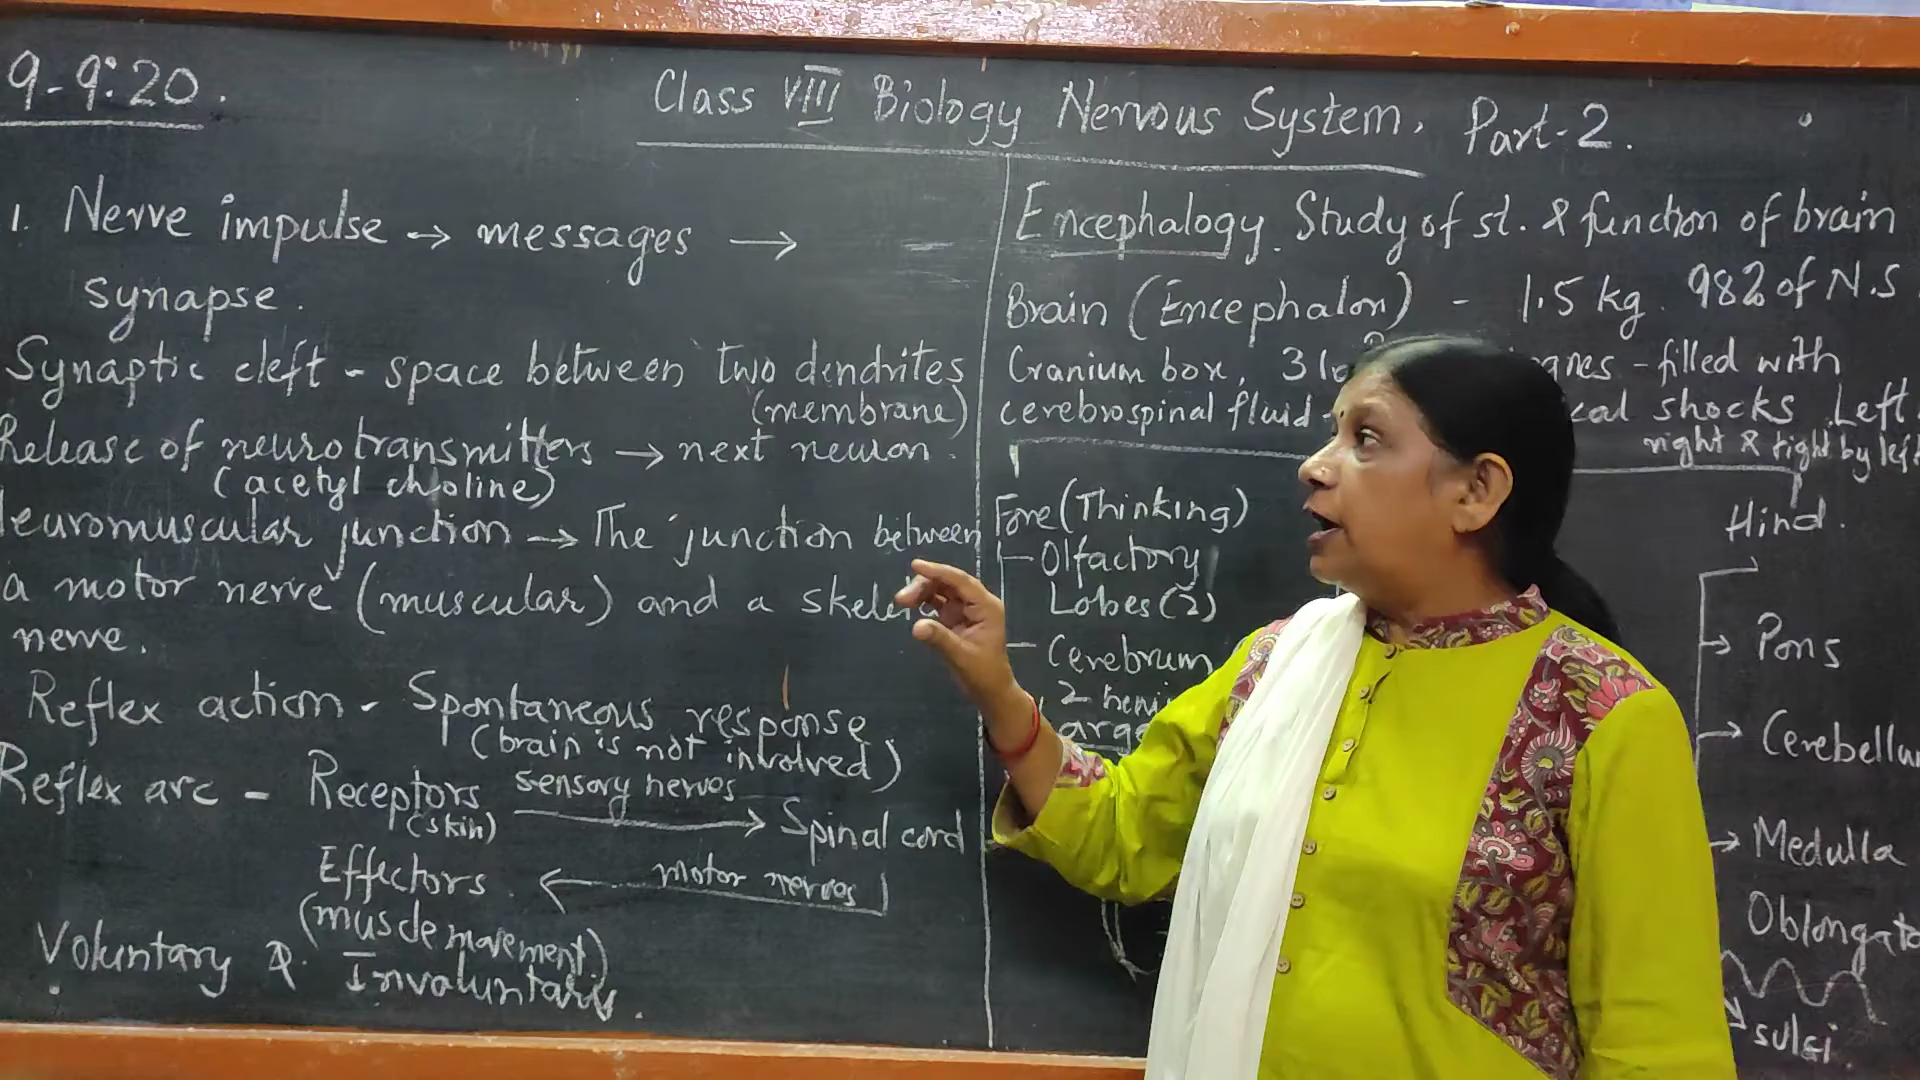 9-9:20.
Class VIII Biology Nervous System. Part-2.
1. Nerve impulse → messages →
synapse.
Synaptic cleft - space between two dendrites
(membrane)
Release of neurotransmitters → next neuron.
(acetyl choline)
leuromuscular junction → The junction between
a motor nerve (muscular) and a
nerve.
Reflex action - Spontaneous response
(brain is not involved)
Reflex arc - Receptors sensory nerves → Spinal cord
(skin)
Effectors ← motor nerves
(muscle movement)
Voluntary & Involuntary.
Encephalogy. Study of st. & function of brain
Brain (Encephalon) - 1.5 kg. 98% of N.S
Cranium box, 3 - filled with
cerebrospinal fluid shocks. Left
right & right by lef
Fore (Thinking)
Olfactory
Lobes (2)
Cerebrum
2
Hind.
→ Pons
→ Cerebellu
→ Medulla
Oblongata
sulci